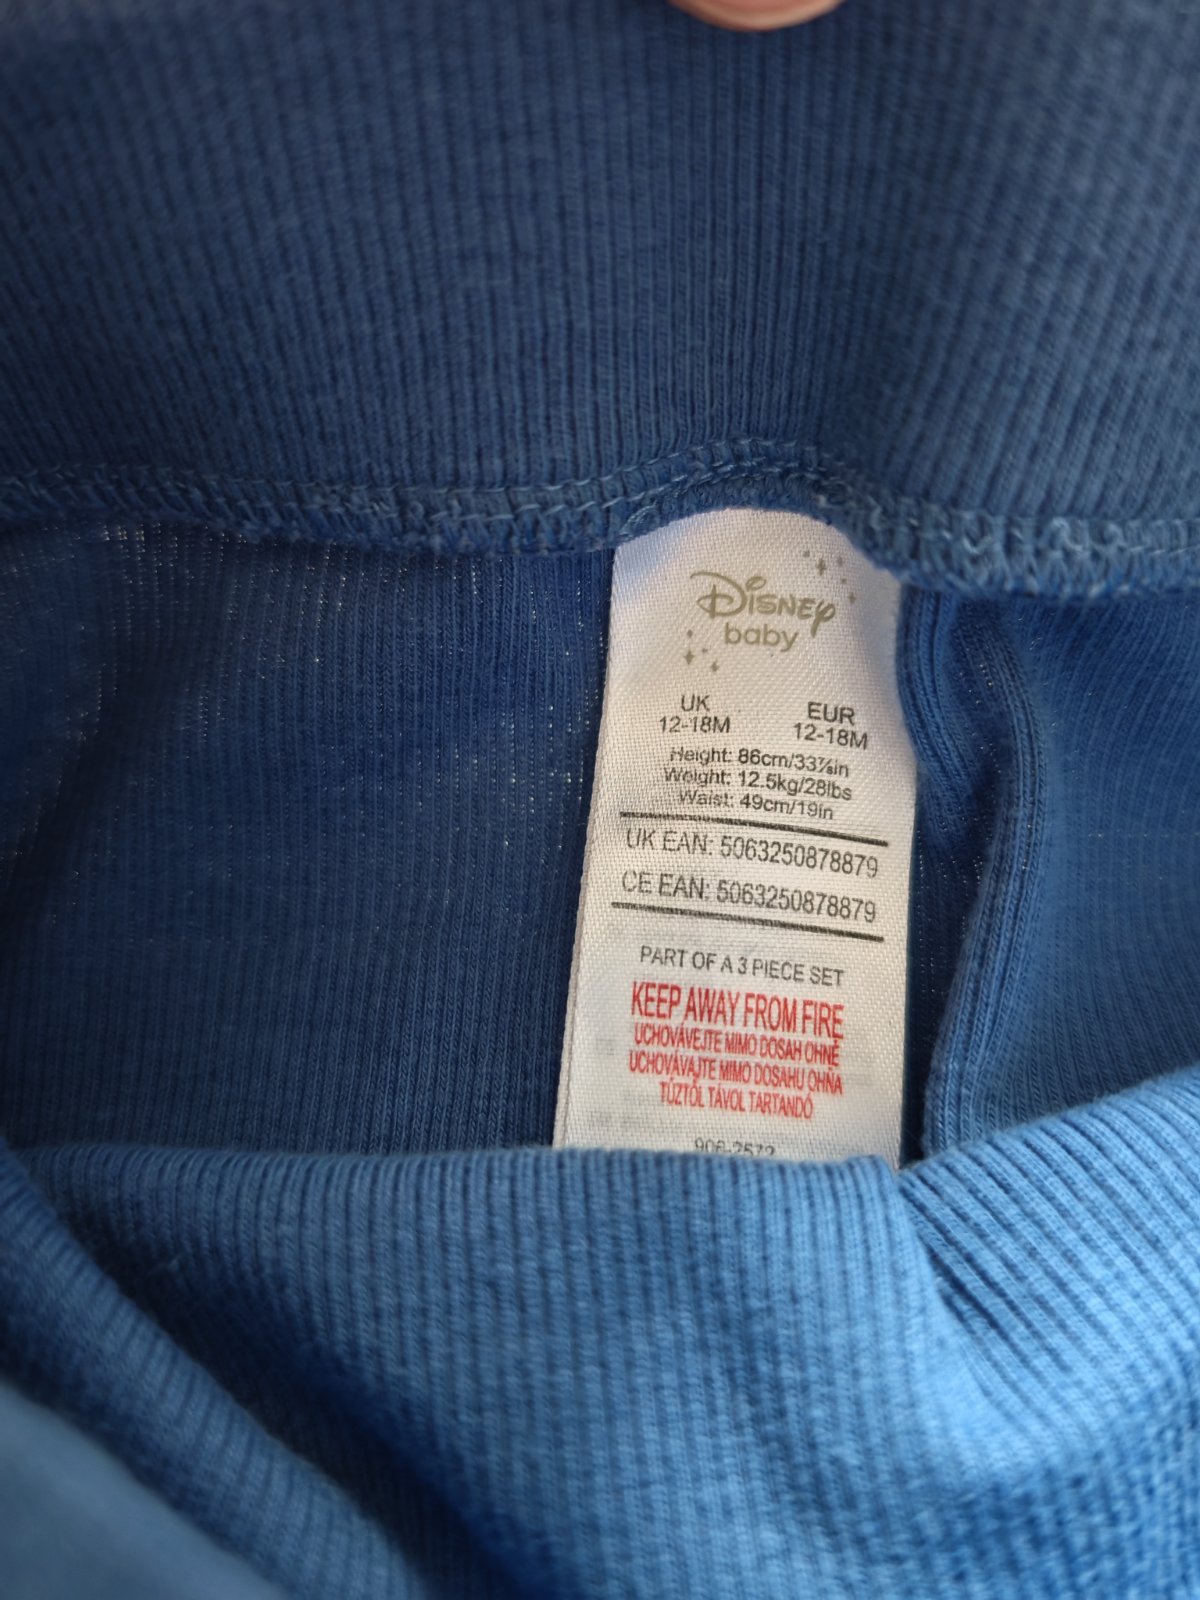 Disney
baby
UK EUR
12-18M 12-18M
Height: 86cm/33⅞in
Weight: 12.5kg/28lbs
Waist: 49cm/19in
UK EAN: 5063250878879
CE EAN: 5063250878879
PART OF A 3 PIECE SET
KEEP AWAY FROM FIRE
UCHOVÁVEJTE MIMO DOSAH OHNĚ
UCHOVÁVAJTE MIMO DOSAHU OHŇA
TŰZTŐL TÁVOL TARTANDÓ
906-2572